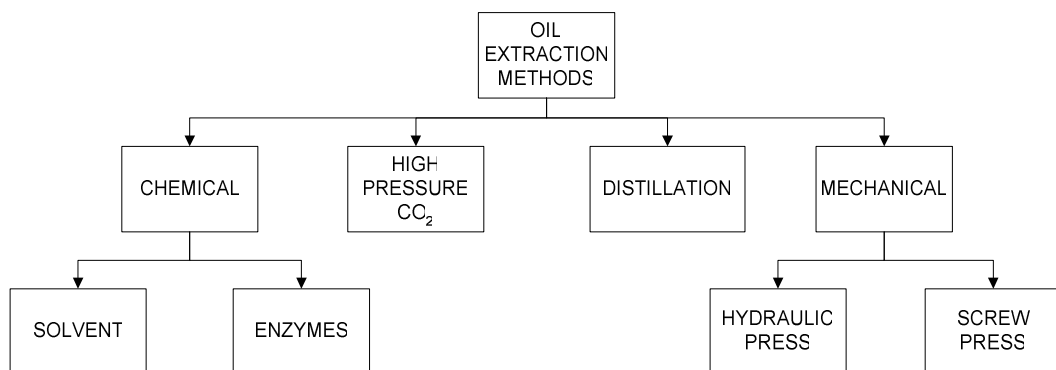 OIL
EXTRACTION
METHODS
CHEMICAL
HIGH
PRESSURE
CO₂
DISTILLATION
MECHANICAL
SOLVENT
ENZYMES
HYDRAULIC
PRESS
SCREW
PRESS